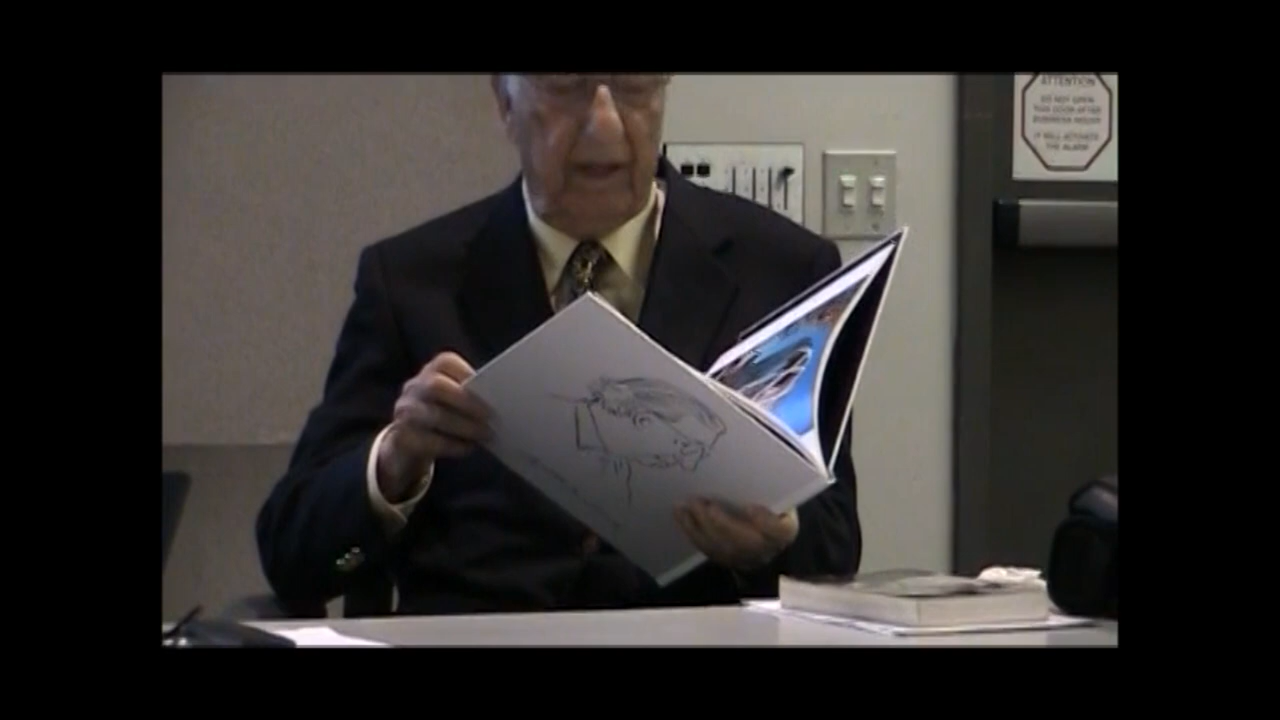 ATTENTION
DO NOT OPEN
THIS DOOR AFTER
BUSINESS HOURS
IT WILL ACTIVATE
THE ALARM